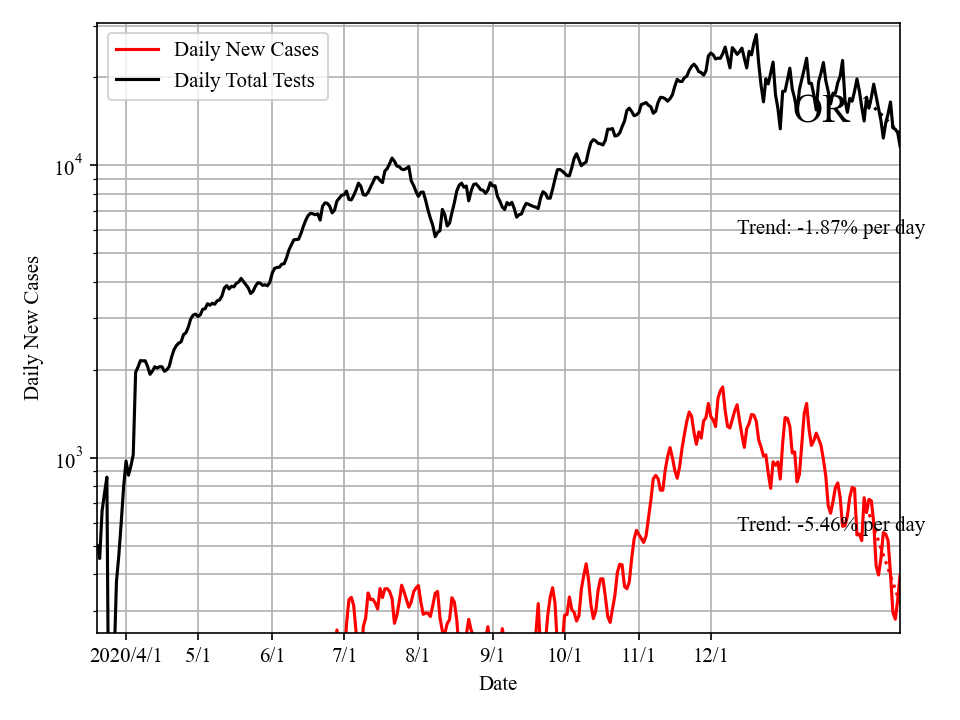 Daily New Cases
Daily Total Tests
OR
10^4
Trend: -1.87% per day
Daily New Cases
10^3
Trend: -5.46% per day
2020/4/1 5/1 6/1 7/1 8/1 9/1 10/1 11/1 12/1
Date